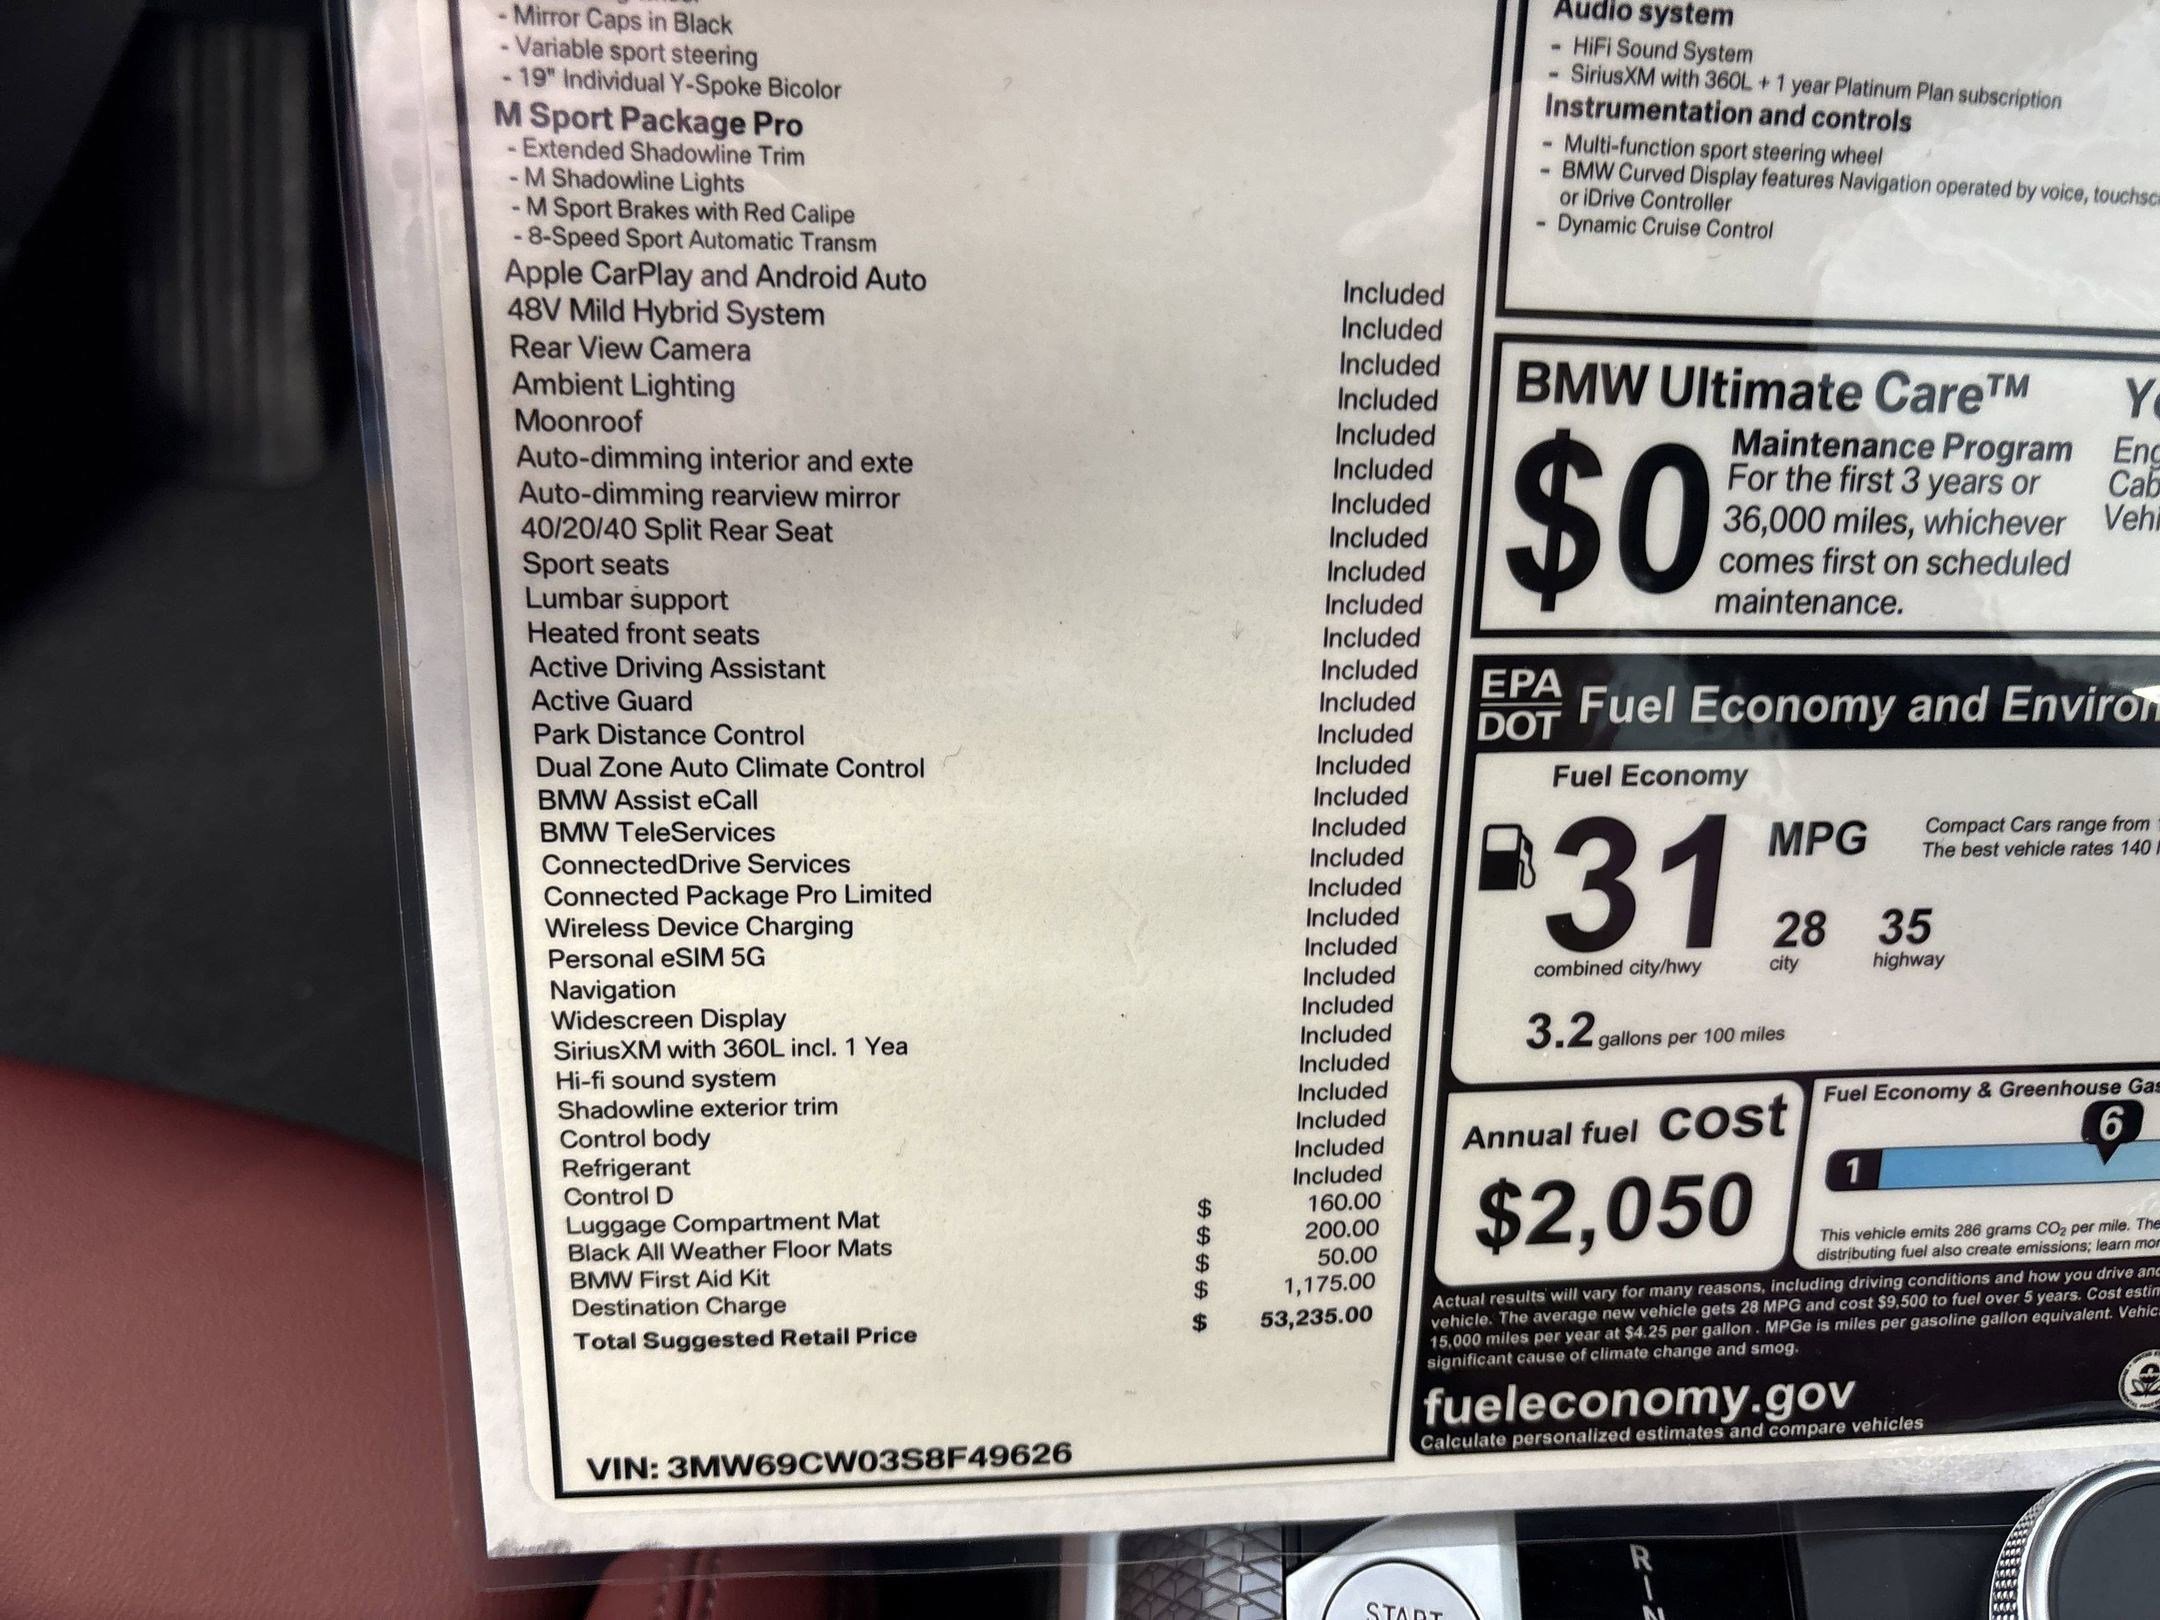 - Mirror Caps in Black
- Variable sport steering
- 19" Individual Y-Spoke Bicolor
M Sport Package Pro
- Extended Shadowline Trim
- M Shadowline Lights
- M Sport Brakes with Red Calipe
- 8-Speed Sport Automatic Transm
Apple CarPlay and Android Auto Included
48V Mild Hybrid System Included
Rear View Camera Included
Ambient Lighting Included
Moonroof Included
Auto-dimming interior and exte Included
Auto-dimming rearview mirror Included
40/20/40 Split Rear Seat Included
Sport seats Included
Lumbar support Included
Heated front seats Included
Active Driving Assistant Included
Active Guard Included
Park Distance Control Included
Dual Zone Auto Climate Control Included
BMW Assist eCall Included
BMW TeleServices Included
ConnectedDrive Services Included
Connected Package Pro Limited Included
Wireless Device Charging Included
Personal eSIM 5G Included
Navigation Included
Widescreen Display Included
SiriusXM with 360L incl. 1 Yea Included
Hi-fi sound system Included
Shadowline exterior trim Included
Control body Included
Refrigerant Included
Control D Included
Luggage Compartment Mat $ 160.00
Black All Weather Floor Mats $ 200.00
BMW First Aid Kit $ 50.00
Destination Charge $ 1,175.00
Total Suggested Retail Price $ 53,235.00
VIN: 3MW69CW03S8F49626
Audio system
- HiFi Sound System
- SiriusXM with 360L + 1 year Platinum Plan subscription
Instrumentation and controls
- Multi-function sport steering wheel
- BMW Curved Display features Navigation operated by voice, touchsc
or iDrive Controller
- Dynamic Cruise Control
BMW Ultimate Care™
$0
Maintenance Program
For the first 3 years or
36,000 miles, whichever
comes first on scheduled
maintenance.
Eng
Cab
Vehi
EPA
DOT
Fuel Economy and Environ
Fuel Economy
31 MPG
combined city/hwy
28
city
35
highway
Compact Cars range from
The best vehicle rates 140
3.2 gallons per 100 miles
Annual fuel cost
$2,050
Fuel Economy & Greenhouse Gas
6
1
This vehicle emits 286 grams CO₂ per mile. The
distributing fuel also create emissions; learn mor
Actual results will vary for many reasons, including driving conditions and how you drive and
vehicle. The average new vehicle gets 28 MPG and cost $9,500 to fuel over 5 years. Cost estim
15,000 miles per year at $4.25 per gallon . MPGe is miles per gasoline gallon equivalent. Vehic
significant cause of climate change and smog.
fueleconomy.gov
Calculate personalized estimates and compare vehicles
START
R
I
N